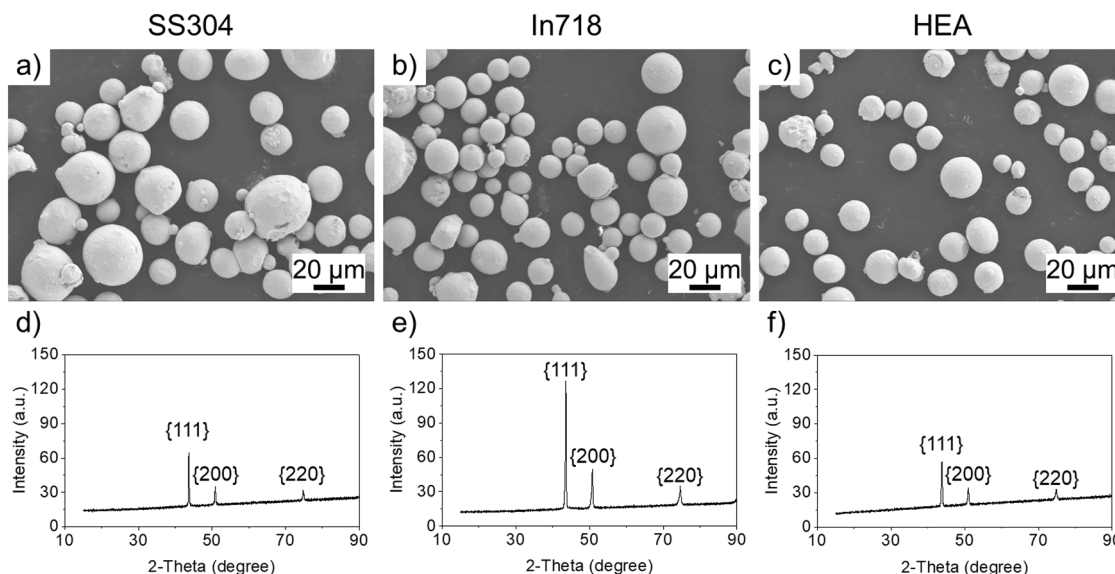 SS304
In718
HEA
a)
b)
c)
20 µm
20 µm
20 µm
d)
e)
f)
150
120
90
60
30
0
Intensity (a.u.)
{111}
{200}
{220}
10 30 50 70 90
2-Theta (degree)
150
120
90
60
30
0
Intensity (a.u.)
{111}
{200}
{220}
10 30 50 70 90
2-Theta (degree)
150
120
90
60
30
0
Intensity (a.u.)
{111}
{200}
{220}
10 30 50 70 90
2-Theta (degree)